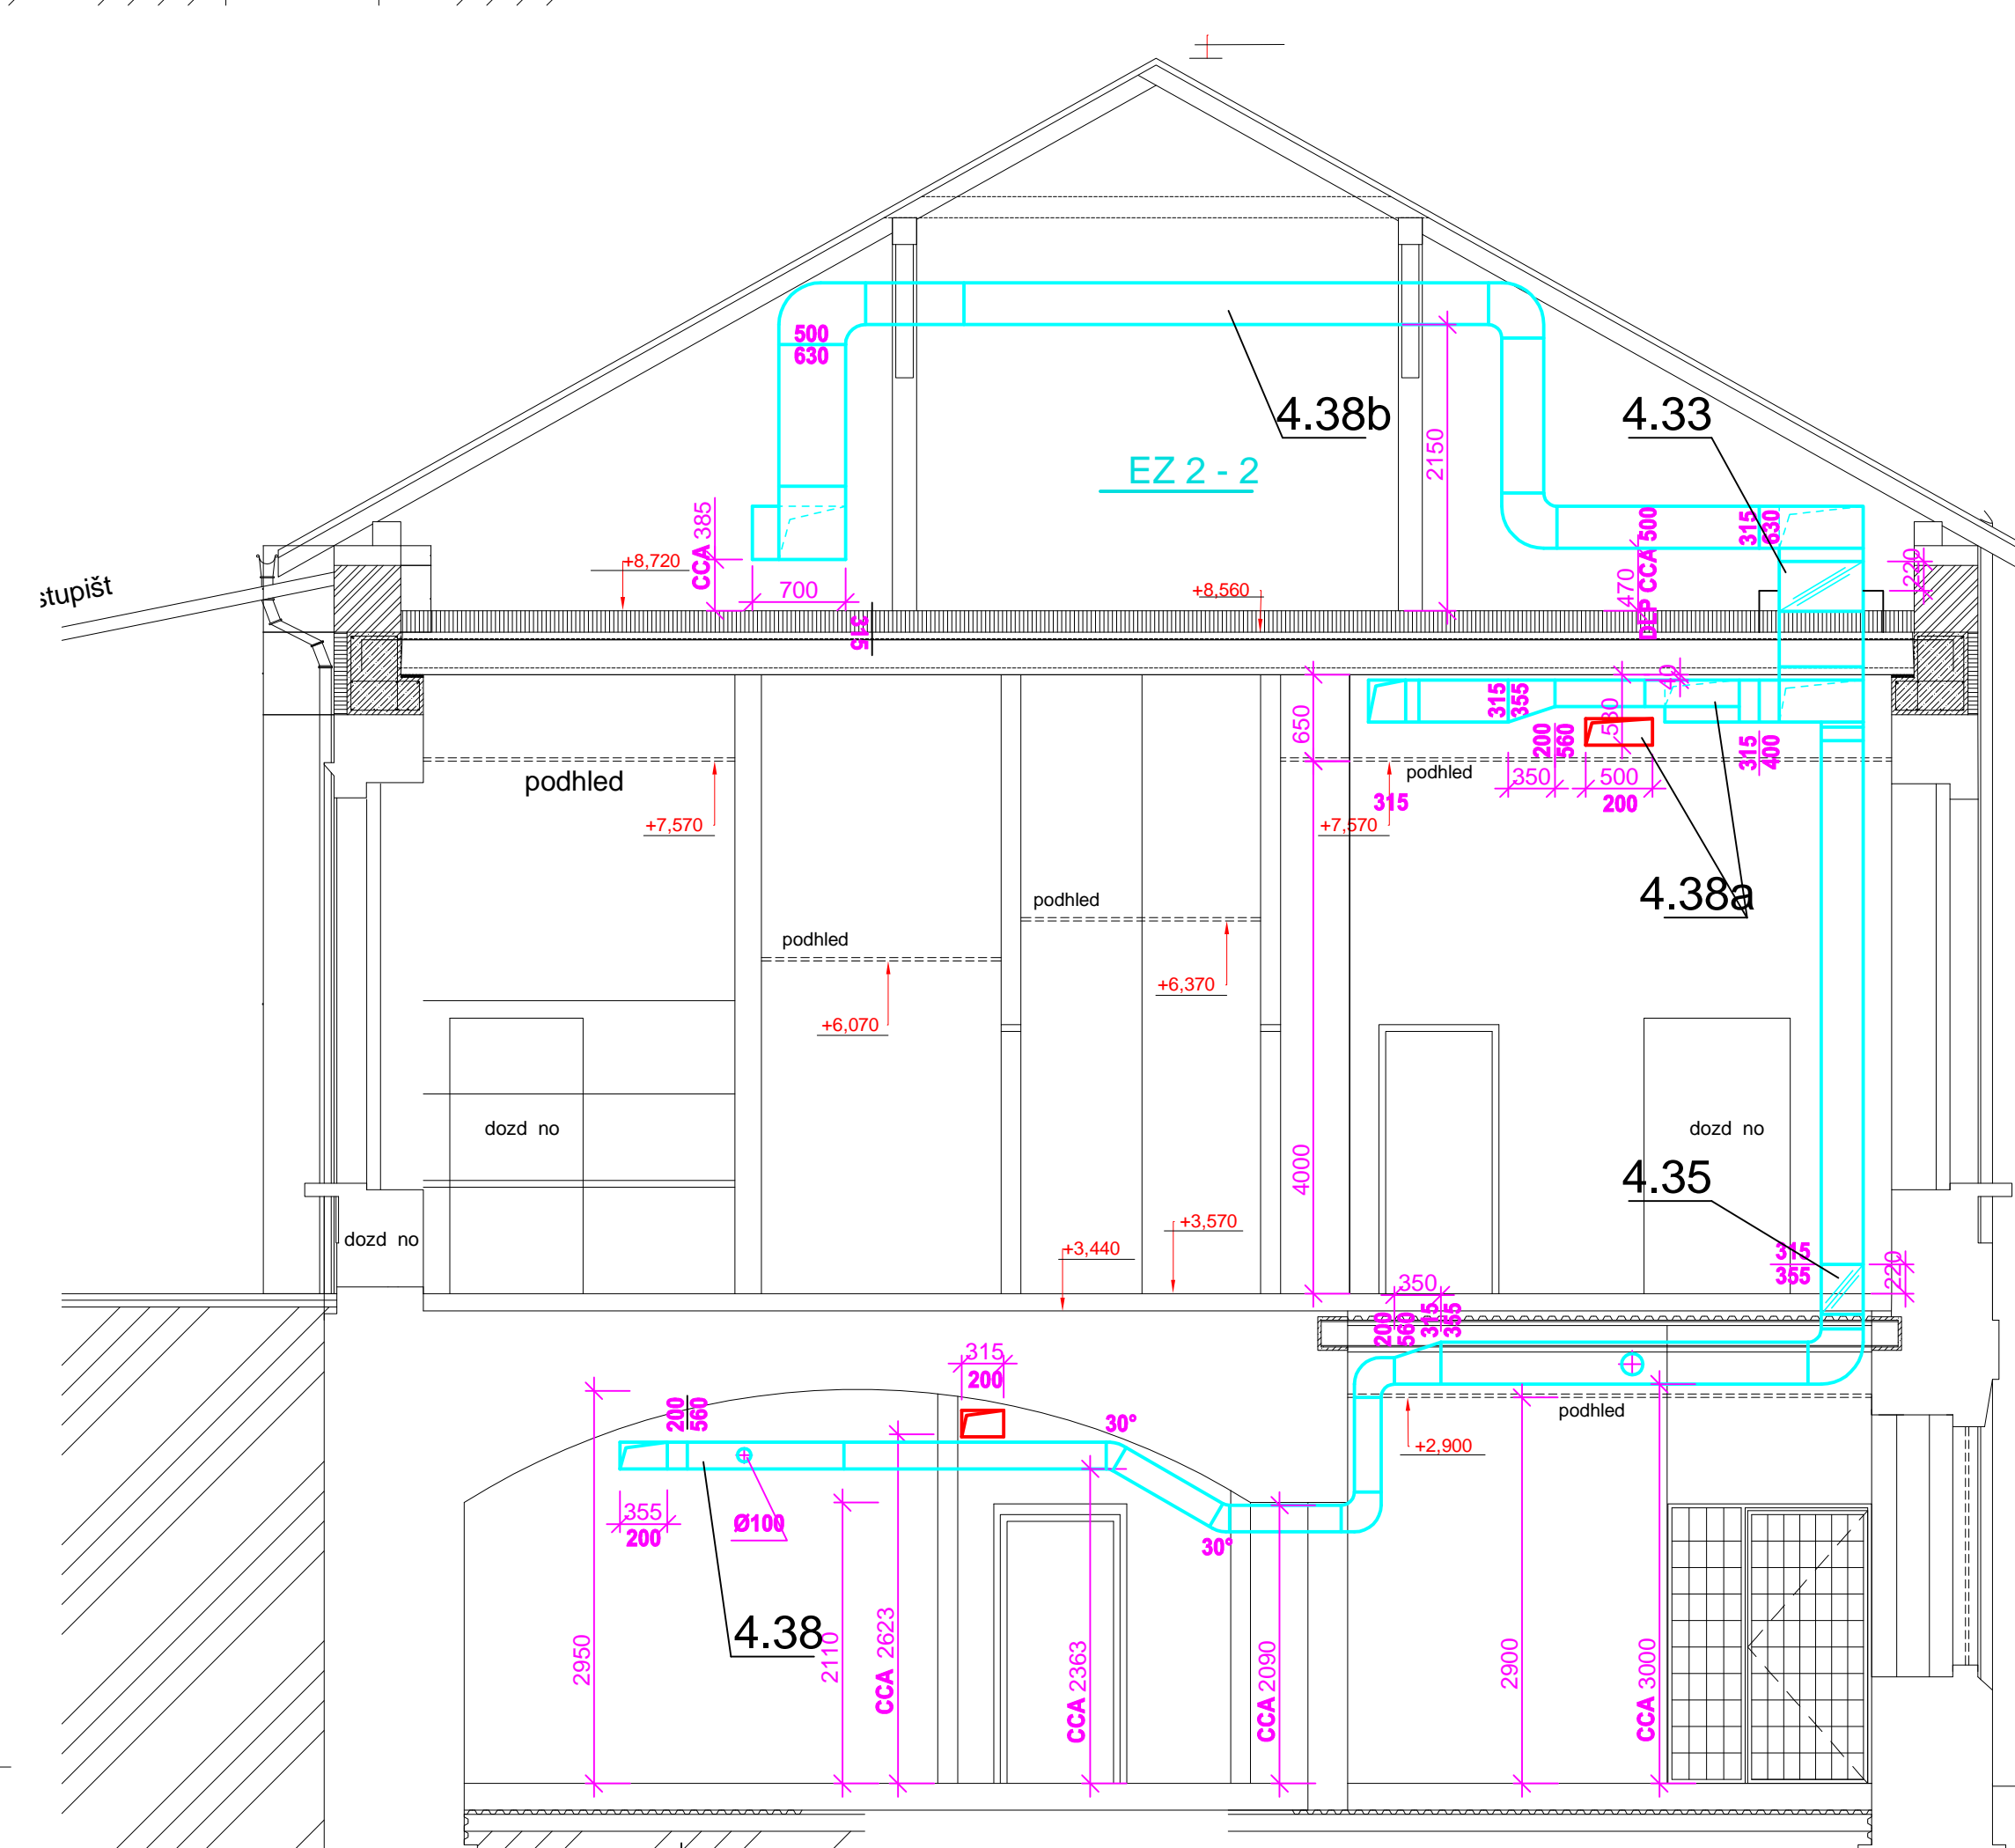 500
630
4.38b
4.33
2150
EZ 2 - 2
CCA 385
DEP CCA 500
470
315
630
220
+8,720
700
+8,560
315
stupišt
40
315
355
530
650
200
560
315
400
podhled
podhled
350
500
200
315
+7,570
+7,570
4.38a
podhled
podhled
+6,370
+6,070
dozd no
dozd no
4000
4.35
+3,570
+3,440
dozd no
315
355
220
350
200
560
315
355
315
200
200
560
30°
podhled
+2,900
355
200
Ø100
30°
4.38
2950
2110
CCA 2623
CCA 2363
CCA 2090
2900
CCA 3000